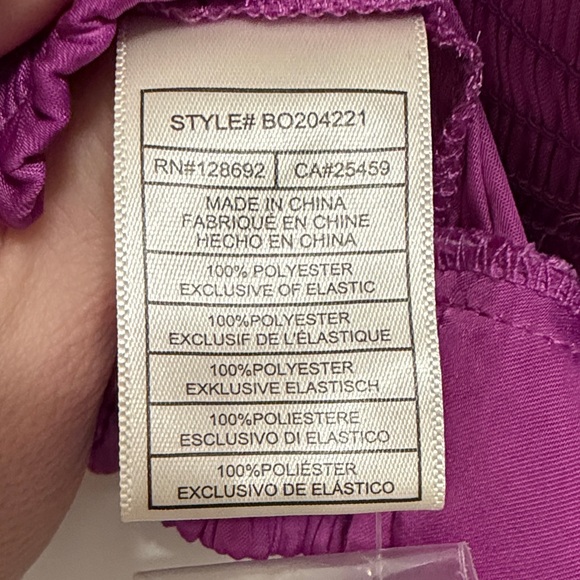 STYLE# BO204221
RN#128692 CA#25459
MADE IN CHINA
FABRIQUÉ EN CHINE
HECHO EN CHINA
100% POLYESTER
EXCLUSIVE OF ELASTIC
100%POLYESTER
EXCLUSIF DE L'ÉLASTIQUE
100%POLYESTER
EXKLUSIVE ELASTISCH
100%POLIESTERE
ESCLUSIVO DI ELASTICO
100%POLIÉSTER
EXCLUSIVO DE ELÁSTICO